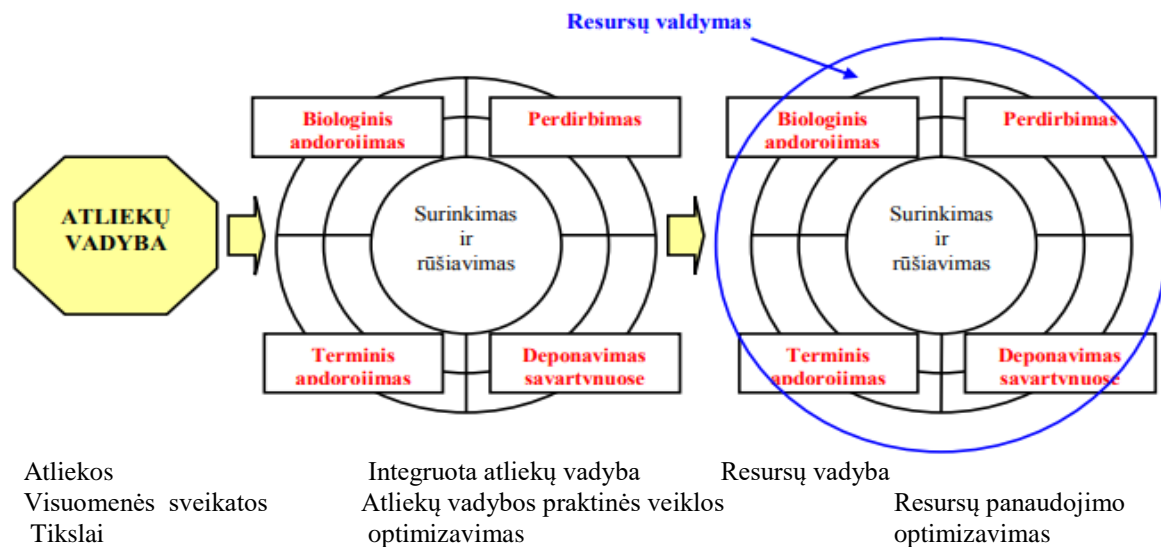 Resursų valdymas
Biologinis
apdorojimas
Perdirbimas
Biologinis
apdorojimas
Perdirbimas
ATLIEKŲ
VADYBA
Surinkimas
ir
rūšiavimas
Surinkimas
ir
rūšiavimas
Terminis
apdorojimas
Deponavimas
savartynuose
Terminis
apdorojimas
Deponavimas
savartynuose
Atliekos Integruota atliekų vadyba Resursų vadyba
Visuomenės sveikatos Atliekų vadybos praktinės veiklos Resursų panaudojimo
Tikslai optimizavimas optimizavimas